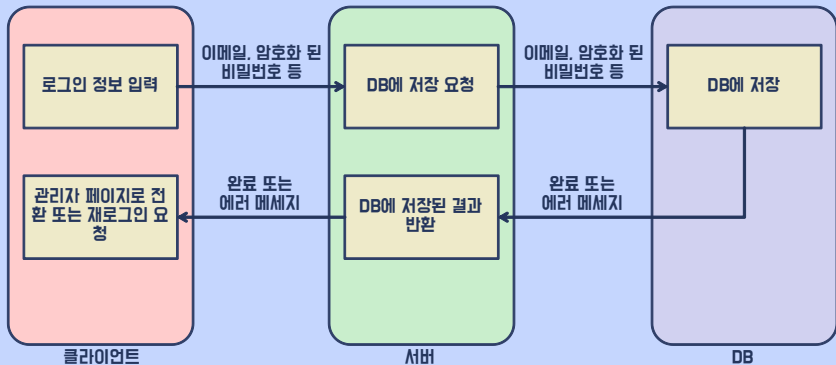 이메일, 암호화 된
비밀번호 등
이메일, 암호화 된
비밀번호 등
로그인 정보 입력
DB에 저장 요청
DB에 저장
완료 또는
에러 메세지
완료 또는
에러 메세지
관리자 페이지로 전
환 또는 재로그인 요
청
DB에 저장된 결과
반환
클라이언트
서버
DB